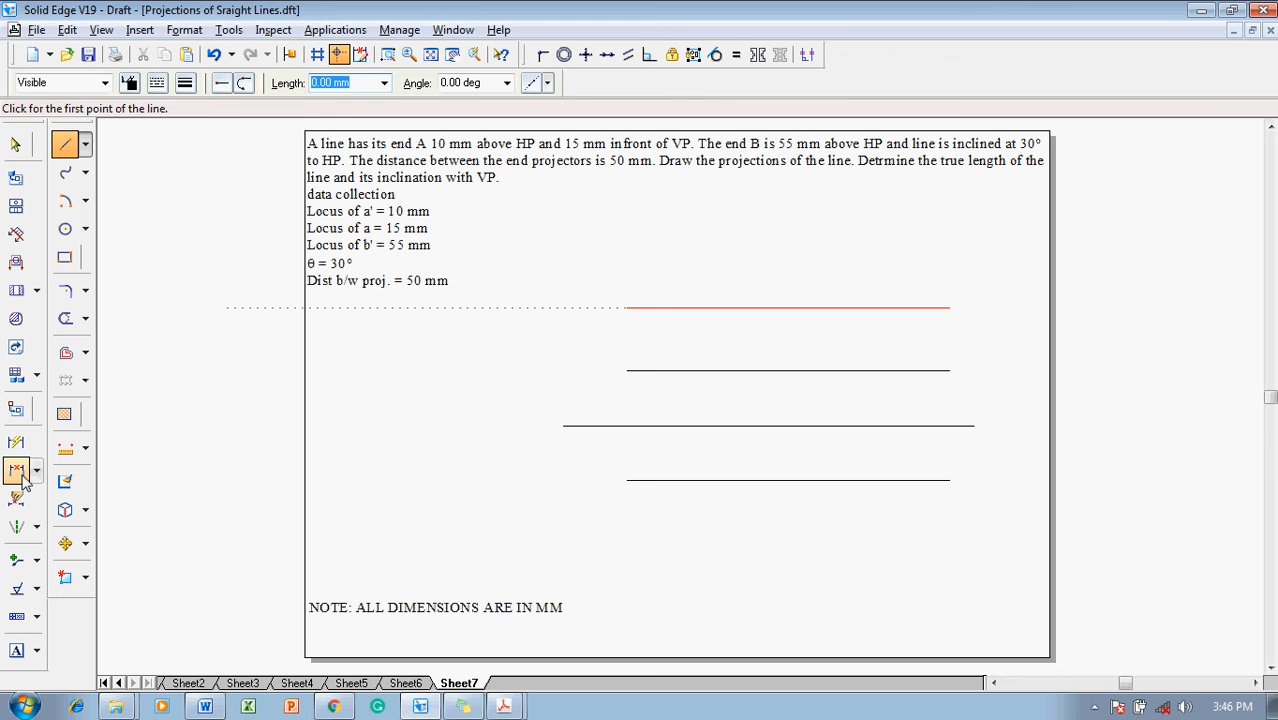 Solid Edge V19 - Draft - [Projections of Sraight Lines.dft]
File Edit View Insert Format Tools Inspect Applications Manage Window Help
Visible Length: 0.00 mm Angle: 0.00 deg
Click for the first point of the line.
A line has its end A 10 mm above HP and 15 mm infront of VP. The end B is 55 mm above HP and line is inclined at 30°
to HP. The distance between the end projectors is 50 mm. Draw the projections of the line. Detrmine the true length of the
line and its inclination with VP.
data collection
Locus of a' = 10 mm
Locus of a = 15 mm
Locus of b' = 55 mm
θ = 30°
Dist b/w proj. = 50 mm
NOTE: ALL DIMENSIONS ARE IN MM
Sheet2 Sheet3 Sheet4 Sheet5 Sheet6 Sheet7
3:46 PM